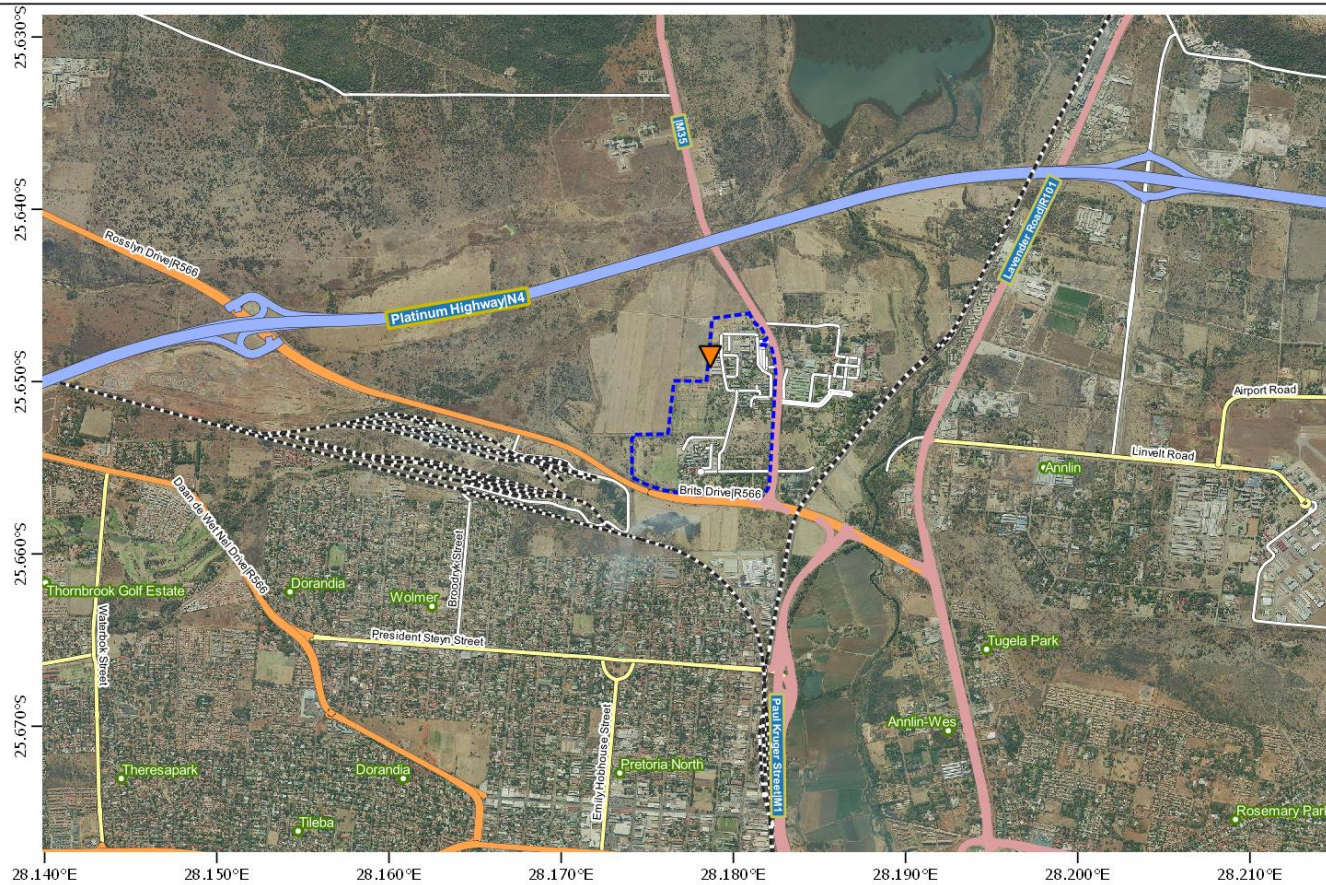 25.630°S
25.640°S
25.650°S
25.660°S
25.670°S
M35
Rosslyn Drive|R566
Platinum Highway|N4
Lavender Road|R101
Airport Road
Linvelt Road
Annlin
Brits Drive|R566
Daan de Wet Nel Drive|R566
Broodryk Street
Thornbrook Golf Estate
Dorandia
Wolmer
Waterbok Street
President Steyn Street
Tugela Park
Emily Hobhouse Street
Paul Kruger Street|M1
Annlin-Wes
Theresapark
Dorandia
Pretoria North
Tileba
Rosemary Park
28.140°E
28.150°E
28.160°E
28.170°E
28.180°E
28.190°E
28.200°E
28.210°E